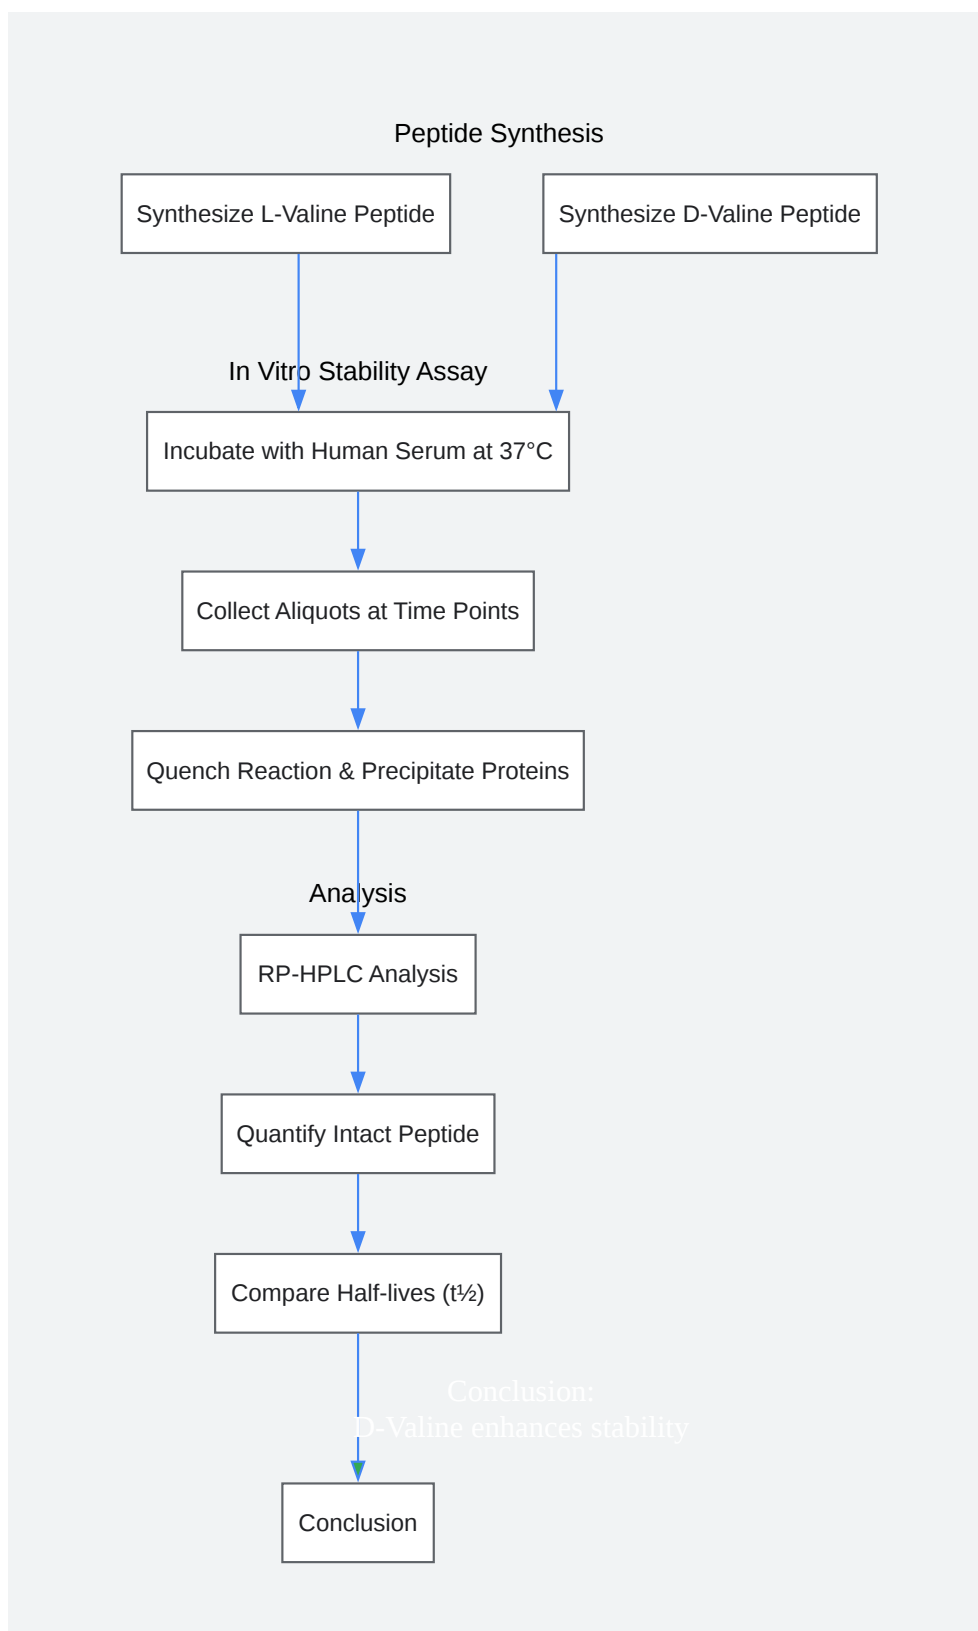 Peptide Synthesis
Synthesize L-Valine Peptide
Synthesize D-Valine Peptide
In Vitro Stability Assay
Incubate with Human Serum at 37°C
Collect Aliquots at Time Points
Quench Reaction & Precipitate Proteins
Analysis
RP-HPLC Analysis
Quantify Intact Peptide
Compare Half-lives (t½)
Conclusion:
D-Valine enhances stability
Conclusion